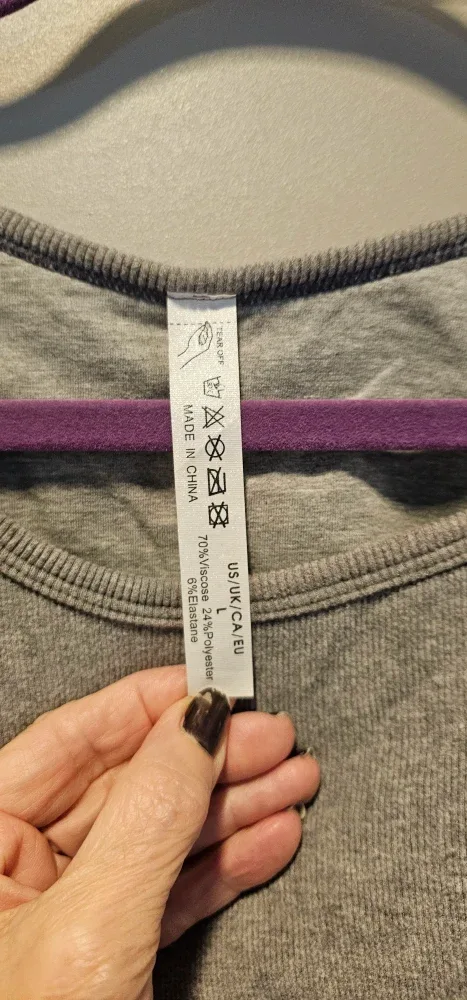 TEAR OFF
MADE IN CHINA
US/UK/CA/EU
L
70%Viscose 24%Polyester
6%Elastane